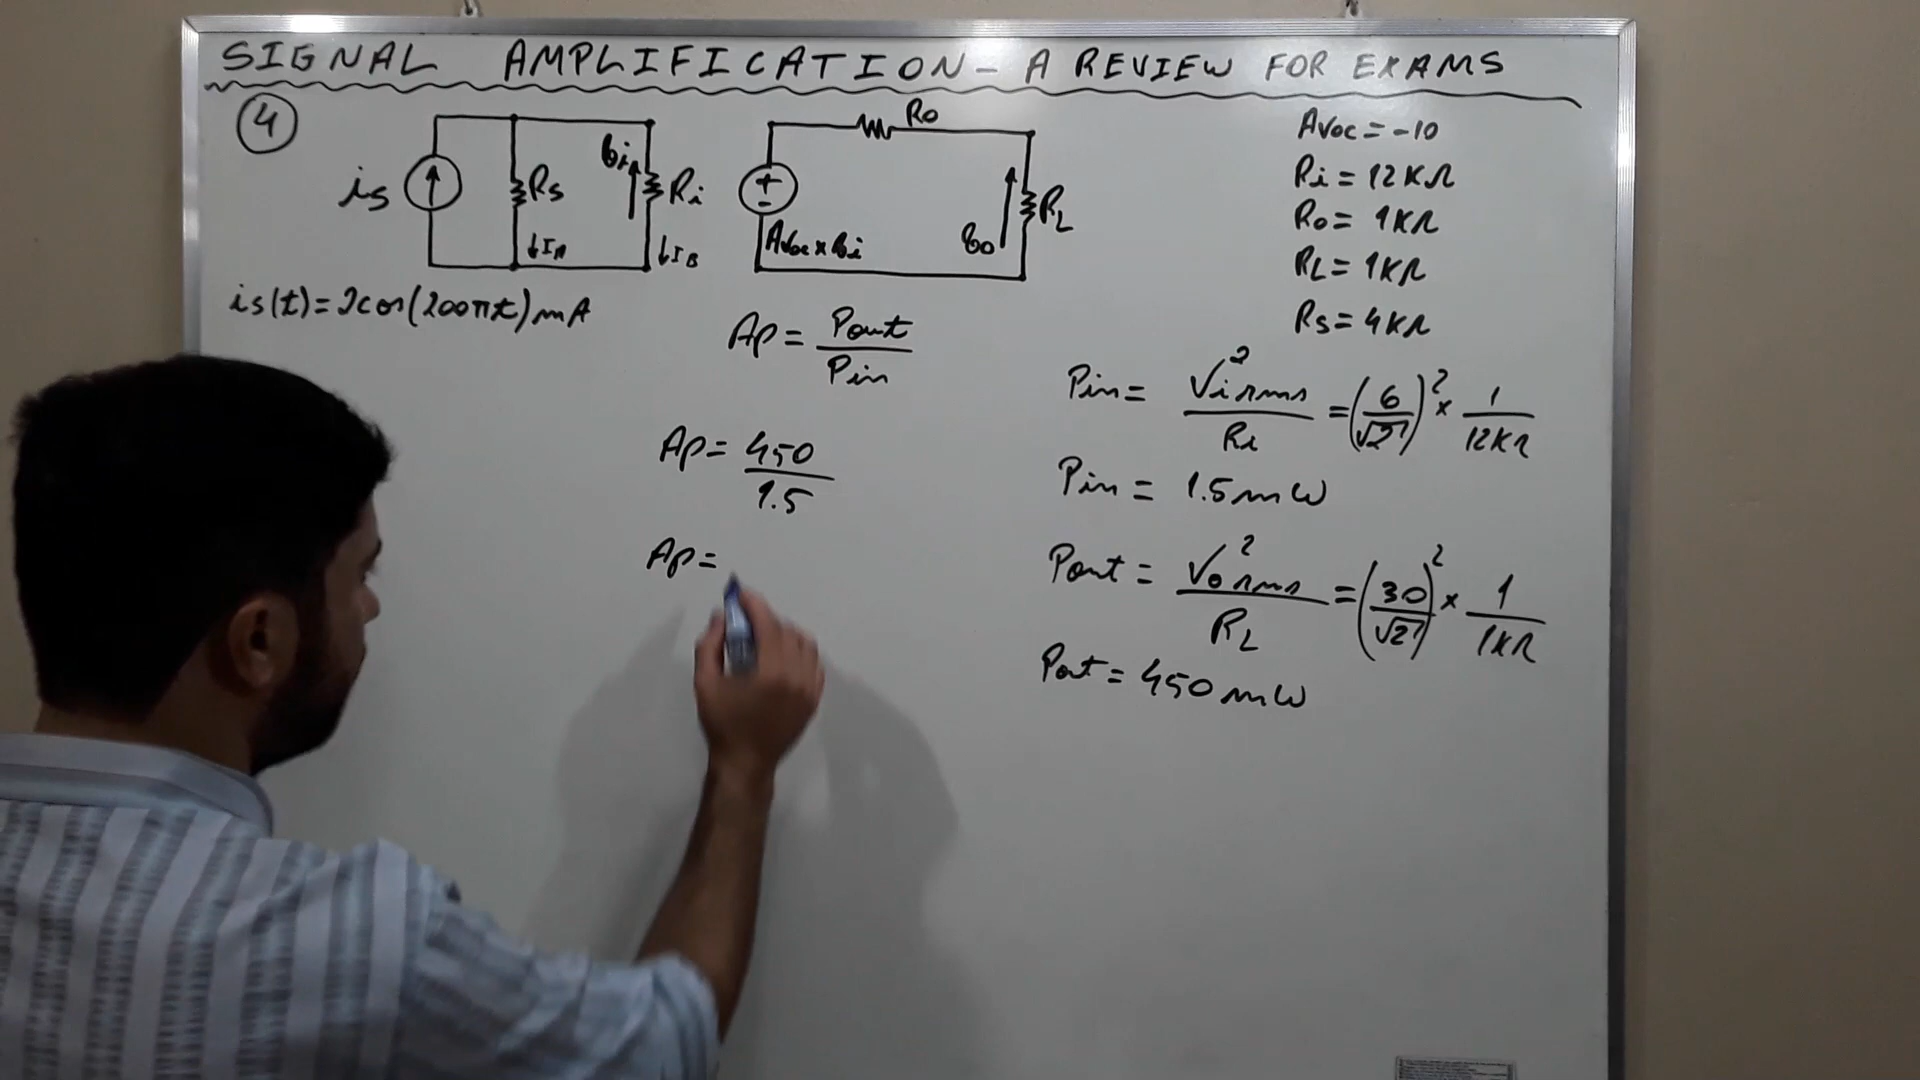 SIGNAL AMPLIFICATION - A REVIEW FOR EXAMS
4
is Rs ↓IA vi Ri ↓IB
+ - Avoc x vi Ro vo RL
is(t) = 2cos(200πt) mA
Avoc = -10
Ri = 12KΩ
Ro = 1KΩ
RL = 1KΩ
Rs = 4KΩ
Ap = Pout / Pin
Ap = 450 / 1.5
Ap =
Pin = Virms² / Ri = (6/√2)² x 1/12KΩ
Pin = 1.5mW
Pout = Vorms² / RL = (30/√2)² x 1/1KΩ
Pout = 450mW